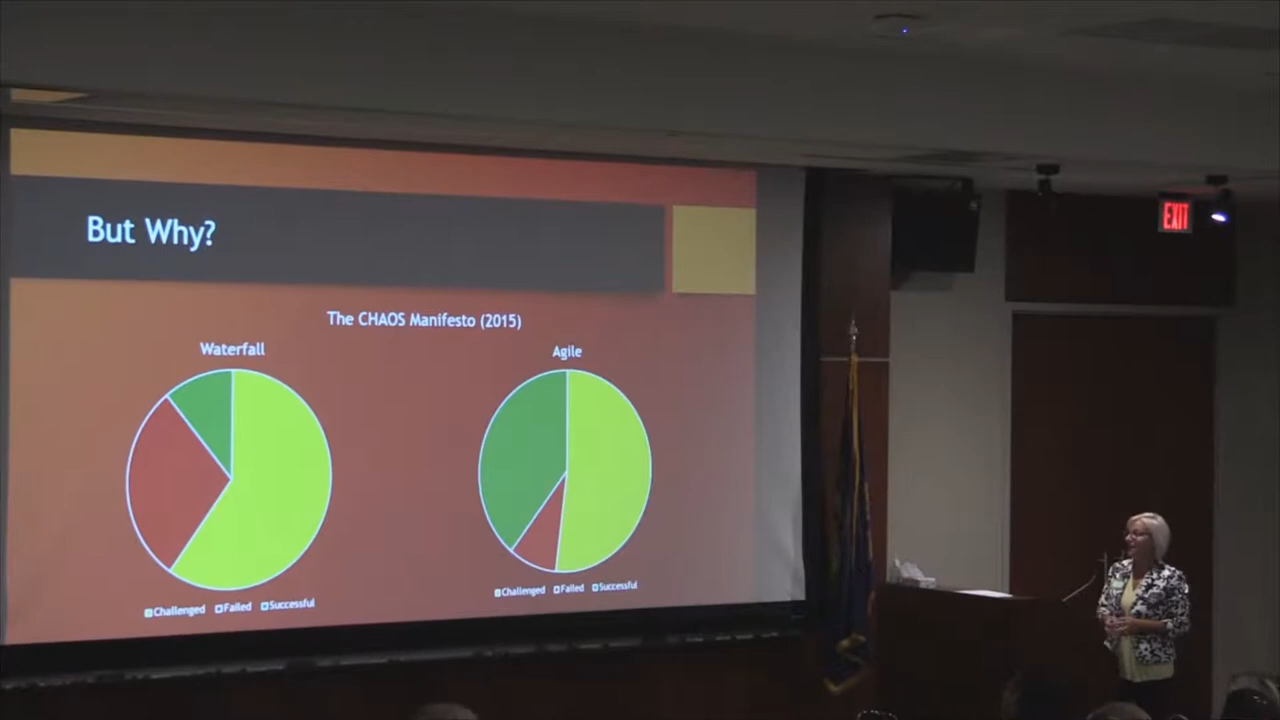 But Why?
The CHAOS Manifesto (2015)
Waterfall
Agile
Challenged Failed Successful
Challenged Failed Successful
EXIT